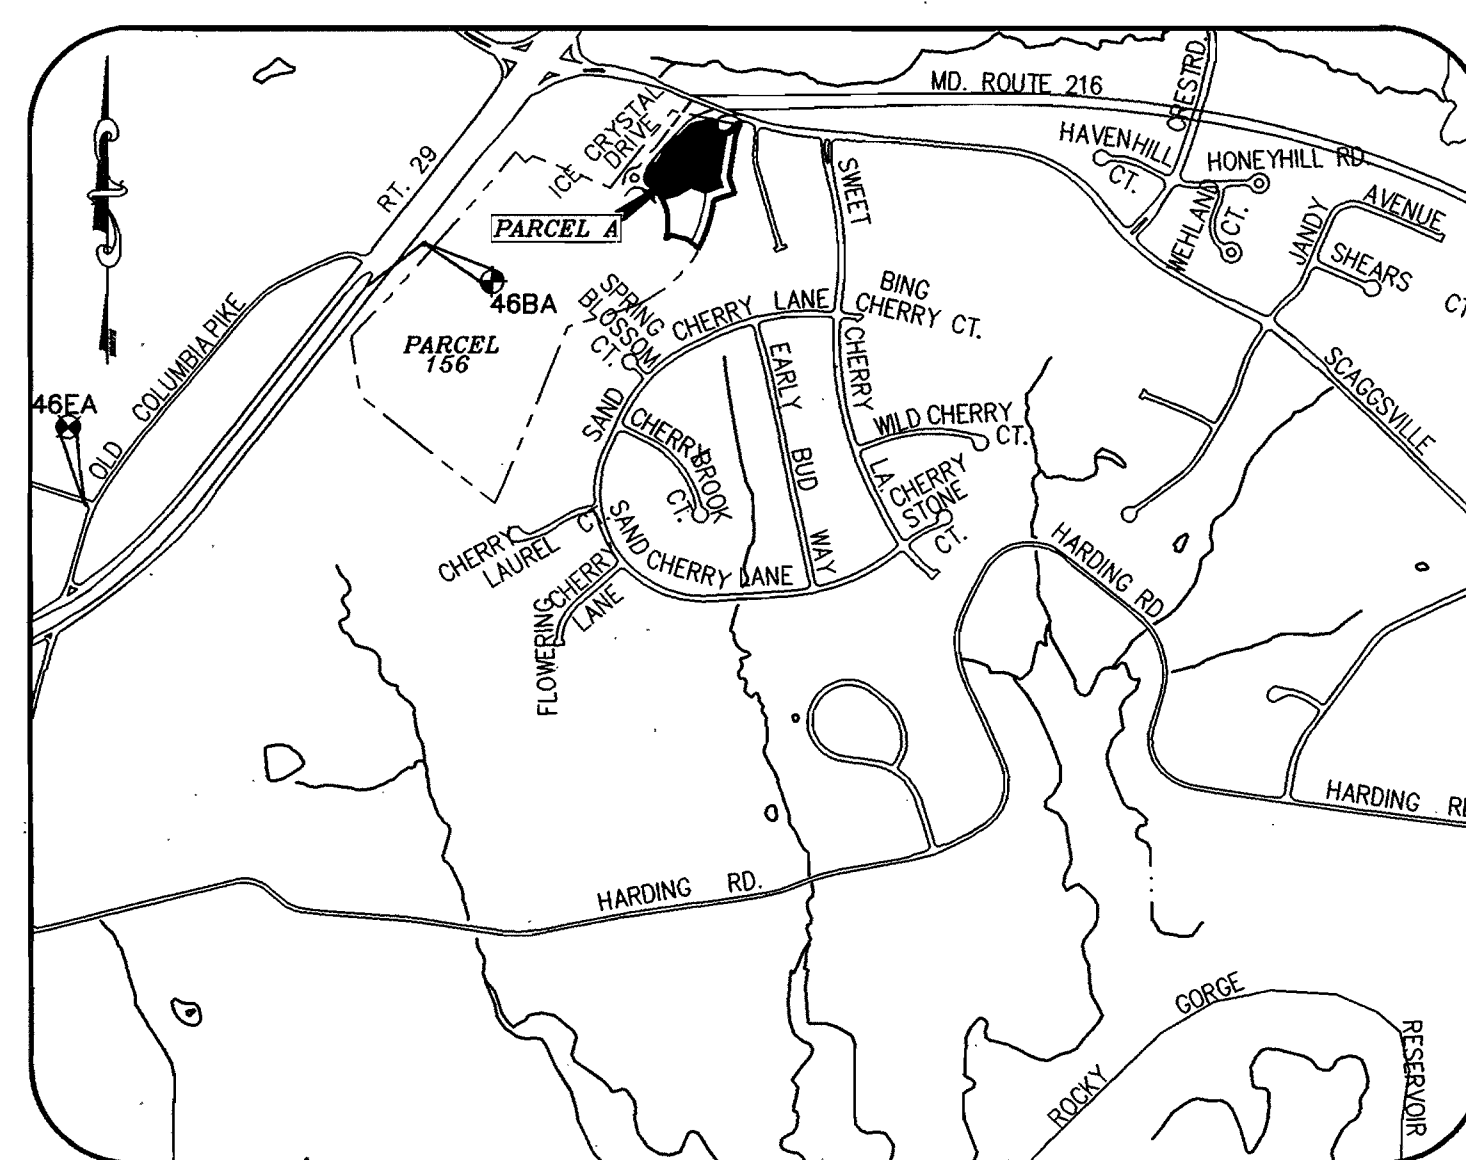 MD. ROUTE 216
CREST RD.
HAVENHILL
CT.
HONEYHILL RD.
WEHLAND
CT.
JANDY
AVENUE
SHEARS
CT.
SCAGGSVILLE
ICE CRYSTAL
DRIVE
RT. 29
PARCEL A
SWEET
CHERRY
LA.
46BA
PARCEL
156
SPRING
BLOSSOM
CT.
SAND CHERRY LANE
BING
CHERRY CT.
OLD COLUMBIA PIKE
46EA
EARLY BUD WAY
WILD CHERRY
CT.
CHERRYBROOK
CT.
CHERRY
STONE
CT.
CHERRY
LAUREL CT.
SAND CHERRY LANE
FLOWERING
CHERRY
LANE
HARDING RD
HARDING RD
HARDING RD.
ROCKY GORGE RESERVOIR